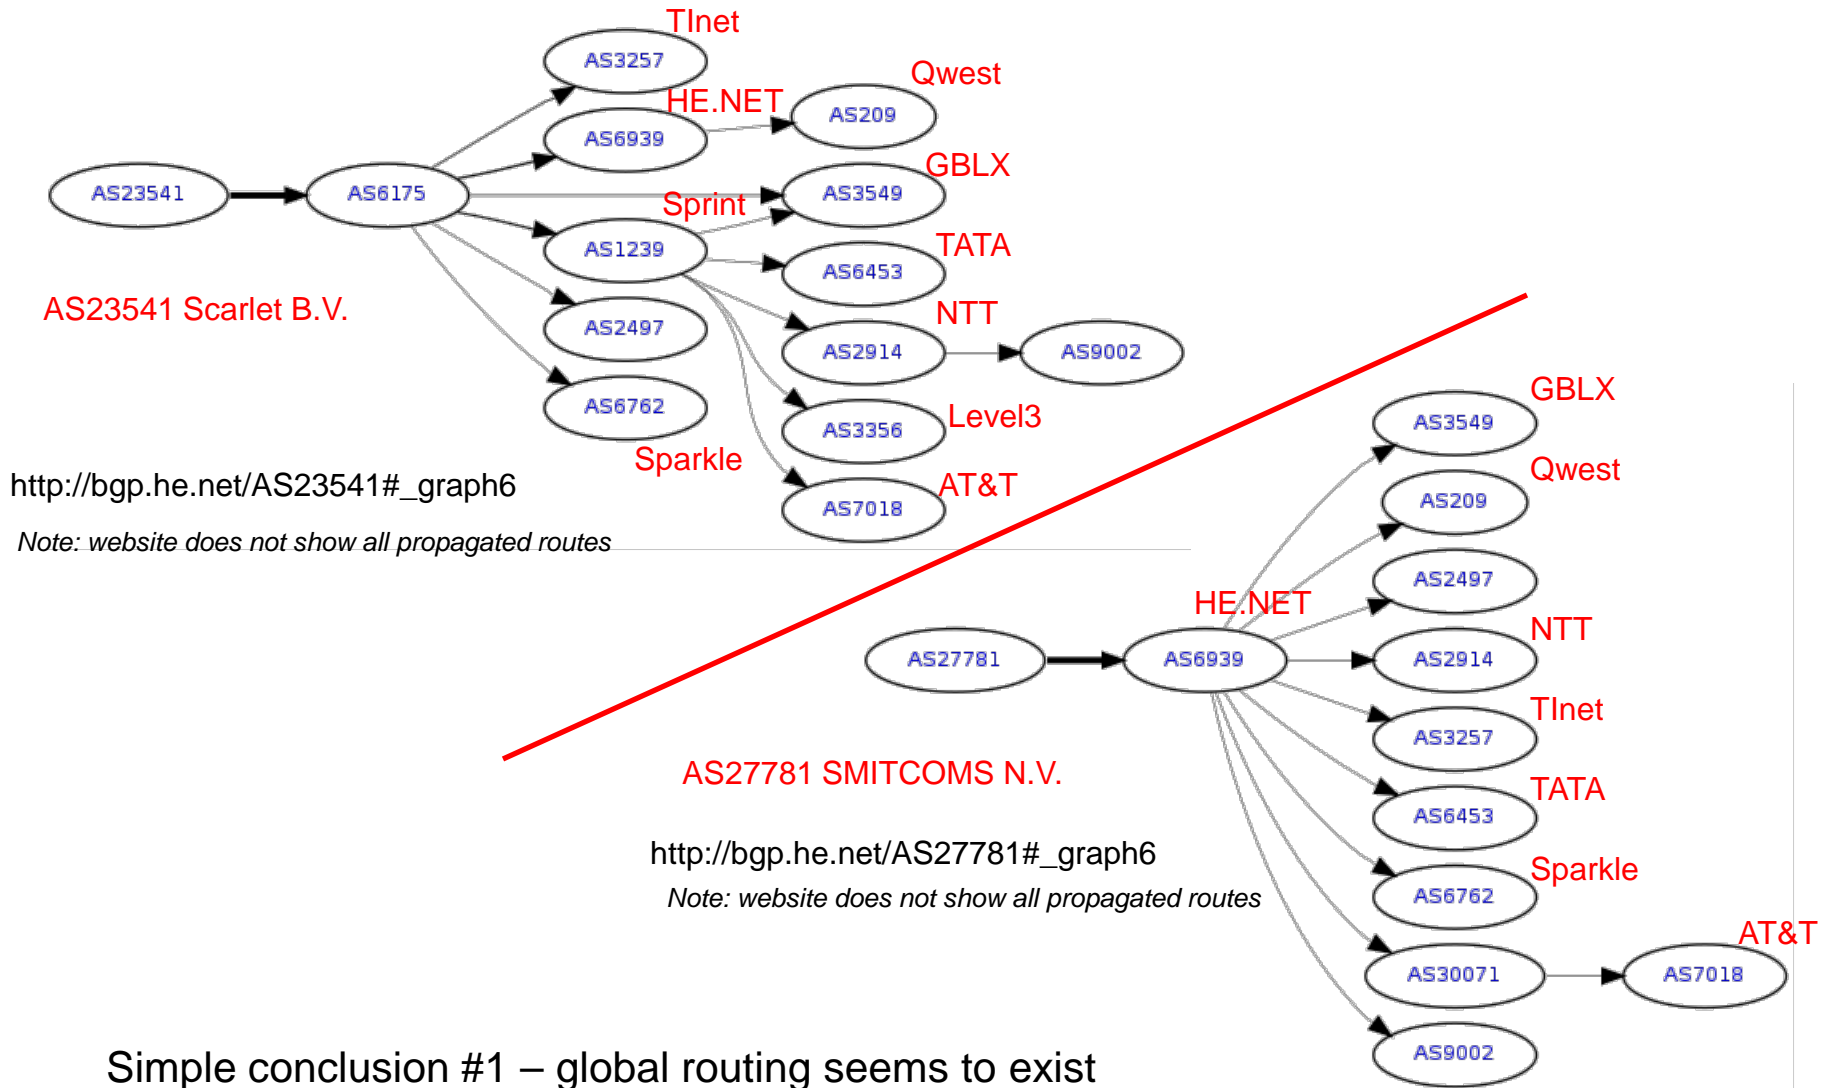 TInet
AS3257
HE.NET
Qwest
AS6939
AS209
GBLX
AS23541
AS6175
AS3549
Sprint
AS1239
TATA
AS6453
AS23541 Scarlet B.V.
NTT
AS2497
AS2914
AS9002
AS6762
Level3
AS3356
Sparkle
AT&T
AS7018
http://bgp.he.net/AS23541#_graph6
Note: website does not show all propagated routes
GBLX
AS3549
Qwest
AS209
AS2497
HE.NET
NTT
AS27781
AS6939
AS2914
TInet
AS3257
AS27781 SMITCOMS N.V.
TATA
AS6453
http://bgp.he.net/AS27781#_graph6
Sparkle
AS6762
Note: website does not show all propagated routes
AT&T
AS30071
AS7018
AS9002
Simple conclusion #1 – global routing seems to exist